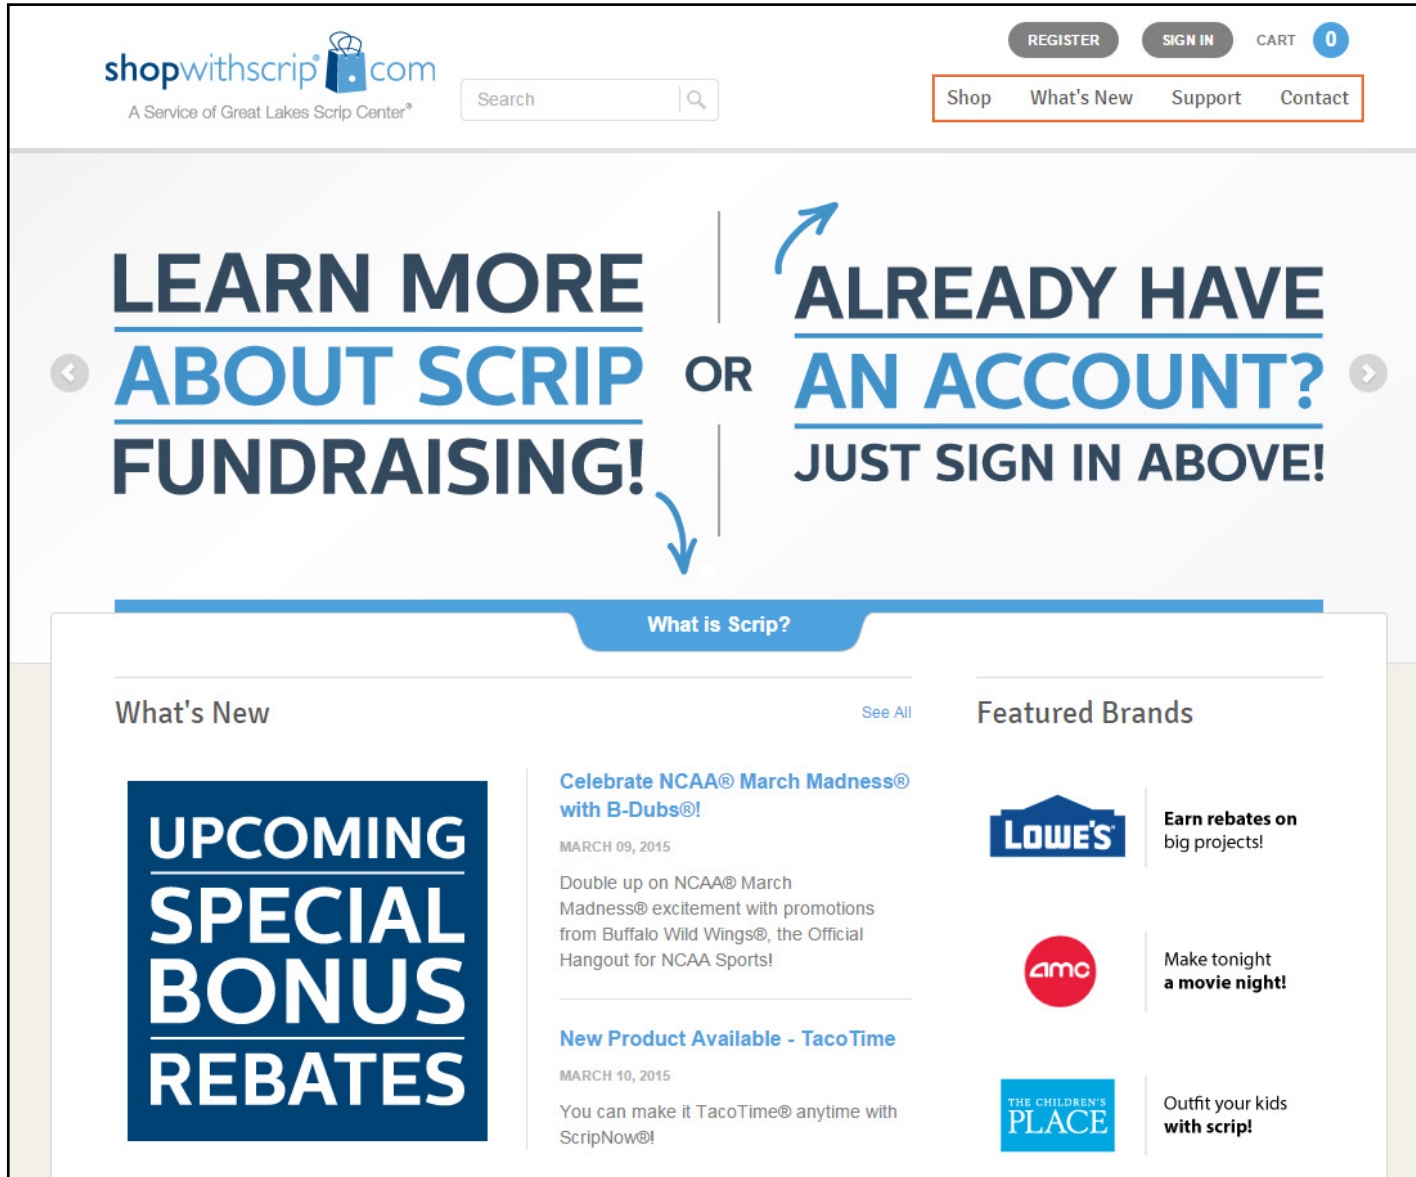 REGISTER
SIGN IN
CART 0
shopwithscrip®.com
A Service of Great Lakes Scrip Center®
Search
Shop What's New Support Contact
LEARN MORE
ABOUT SCRIP
FUNDRAISING!
OR
ALREADY HAVE
AN ACCOUNT?
JUST SIGN IN ABOVE!
What is Scrip?
What's New
See All
UPCOMING
SPECIAL
BONUS
REBATES
Celebrate NCAA® March Madness®
with B-Dubs®!
MARCH 09, 2015
Double up on NCAA® March
Madness® excitement with promotions
from Buffalo Wild Wings®, the Official
Hangout for NCAA Sports!
New Product Available - TacoTime
MARCH 10, 2015
You can make it TacoTime® anytime with
ScripNow®!
Featured Brands
LOWE'S
Earn rebates on
big projects!
amc
Make tonight
a movie night!
THE CHILDREN'S
PLACE
Outfit your kids
with scrip!